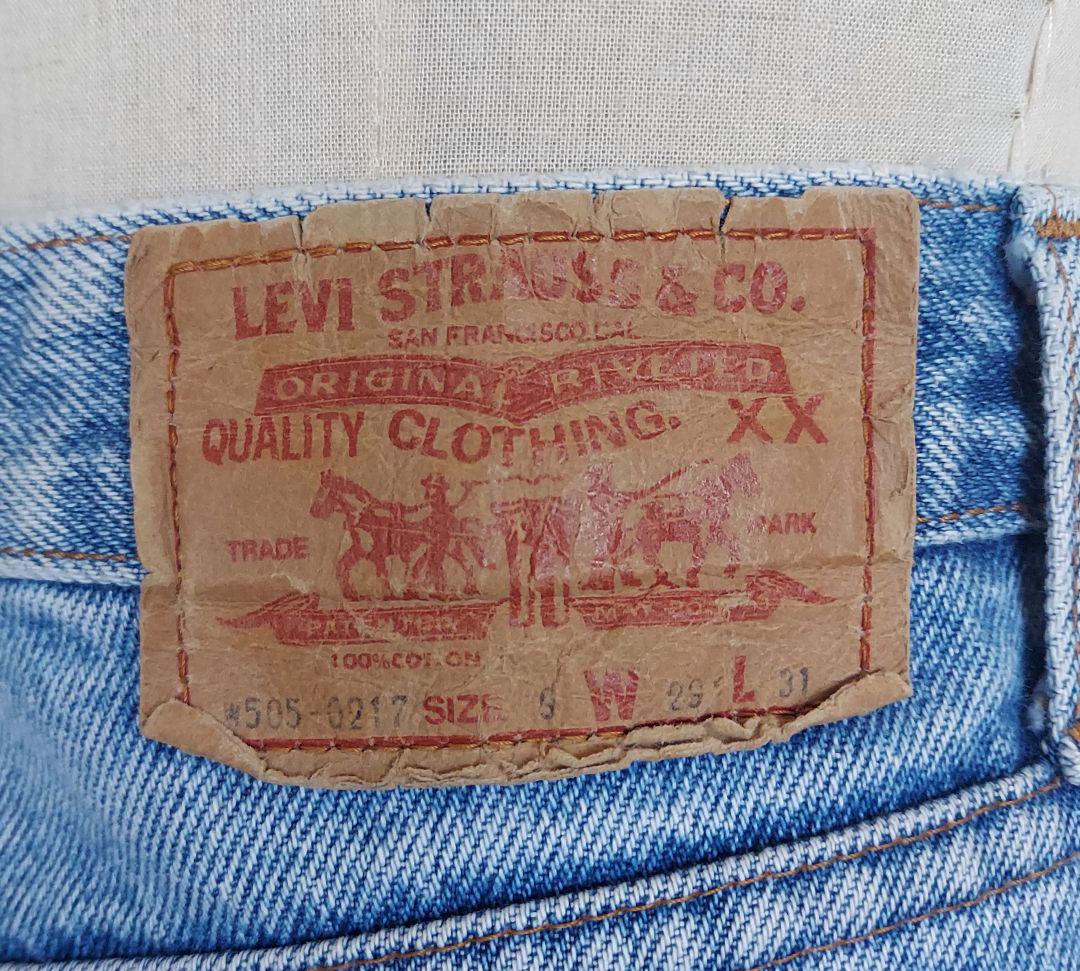 LEVI STRAUSS & CO.
SAN FRANCISCO, CAL.
ORIGINAL RIVETED
QUALITY CLOTHING. XX
TRADE MARK
100% COTTON
W505-0217 SIZE 9 W 29 L 31